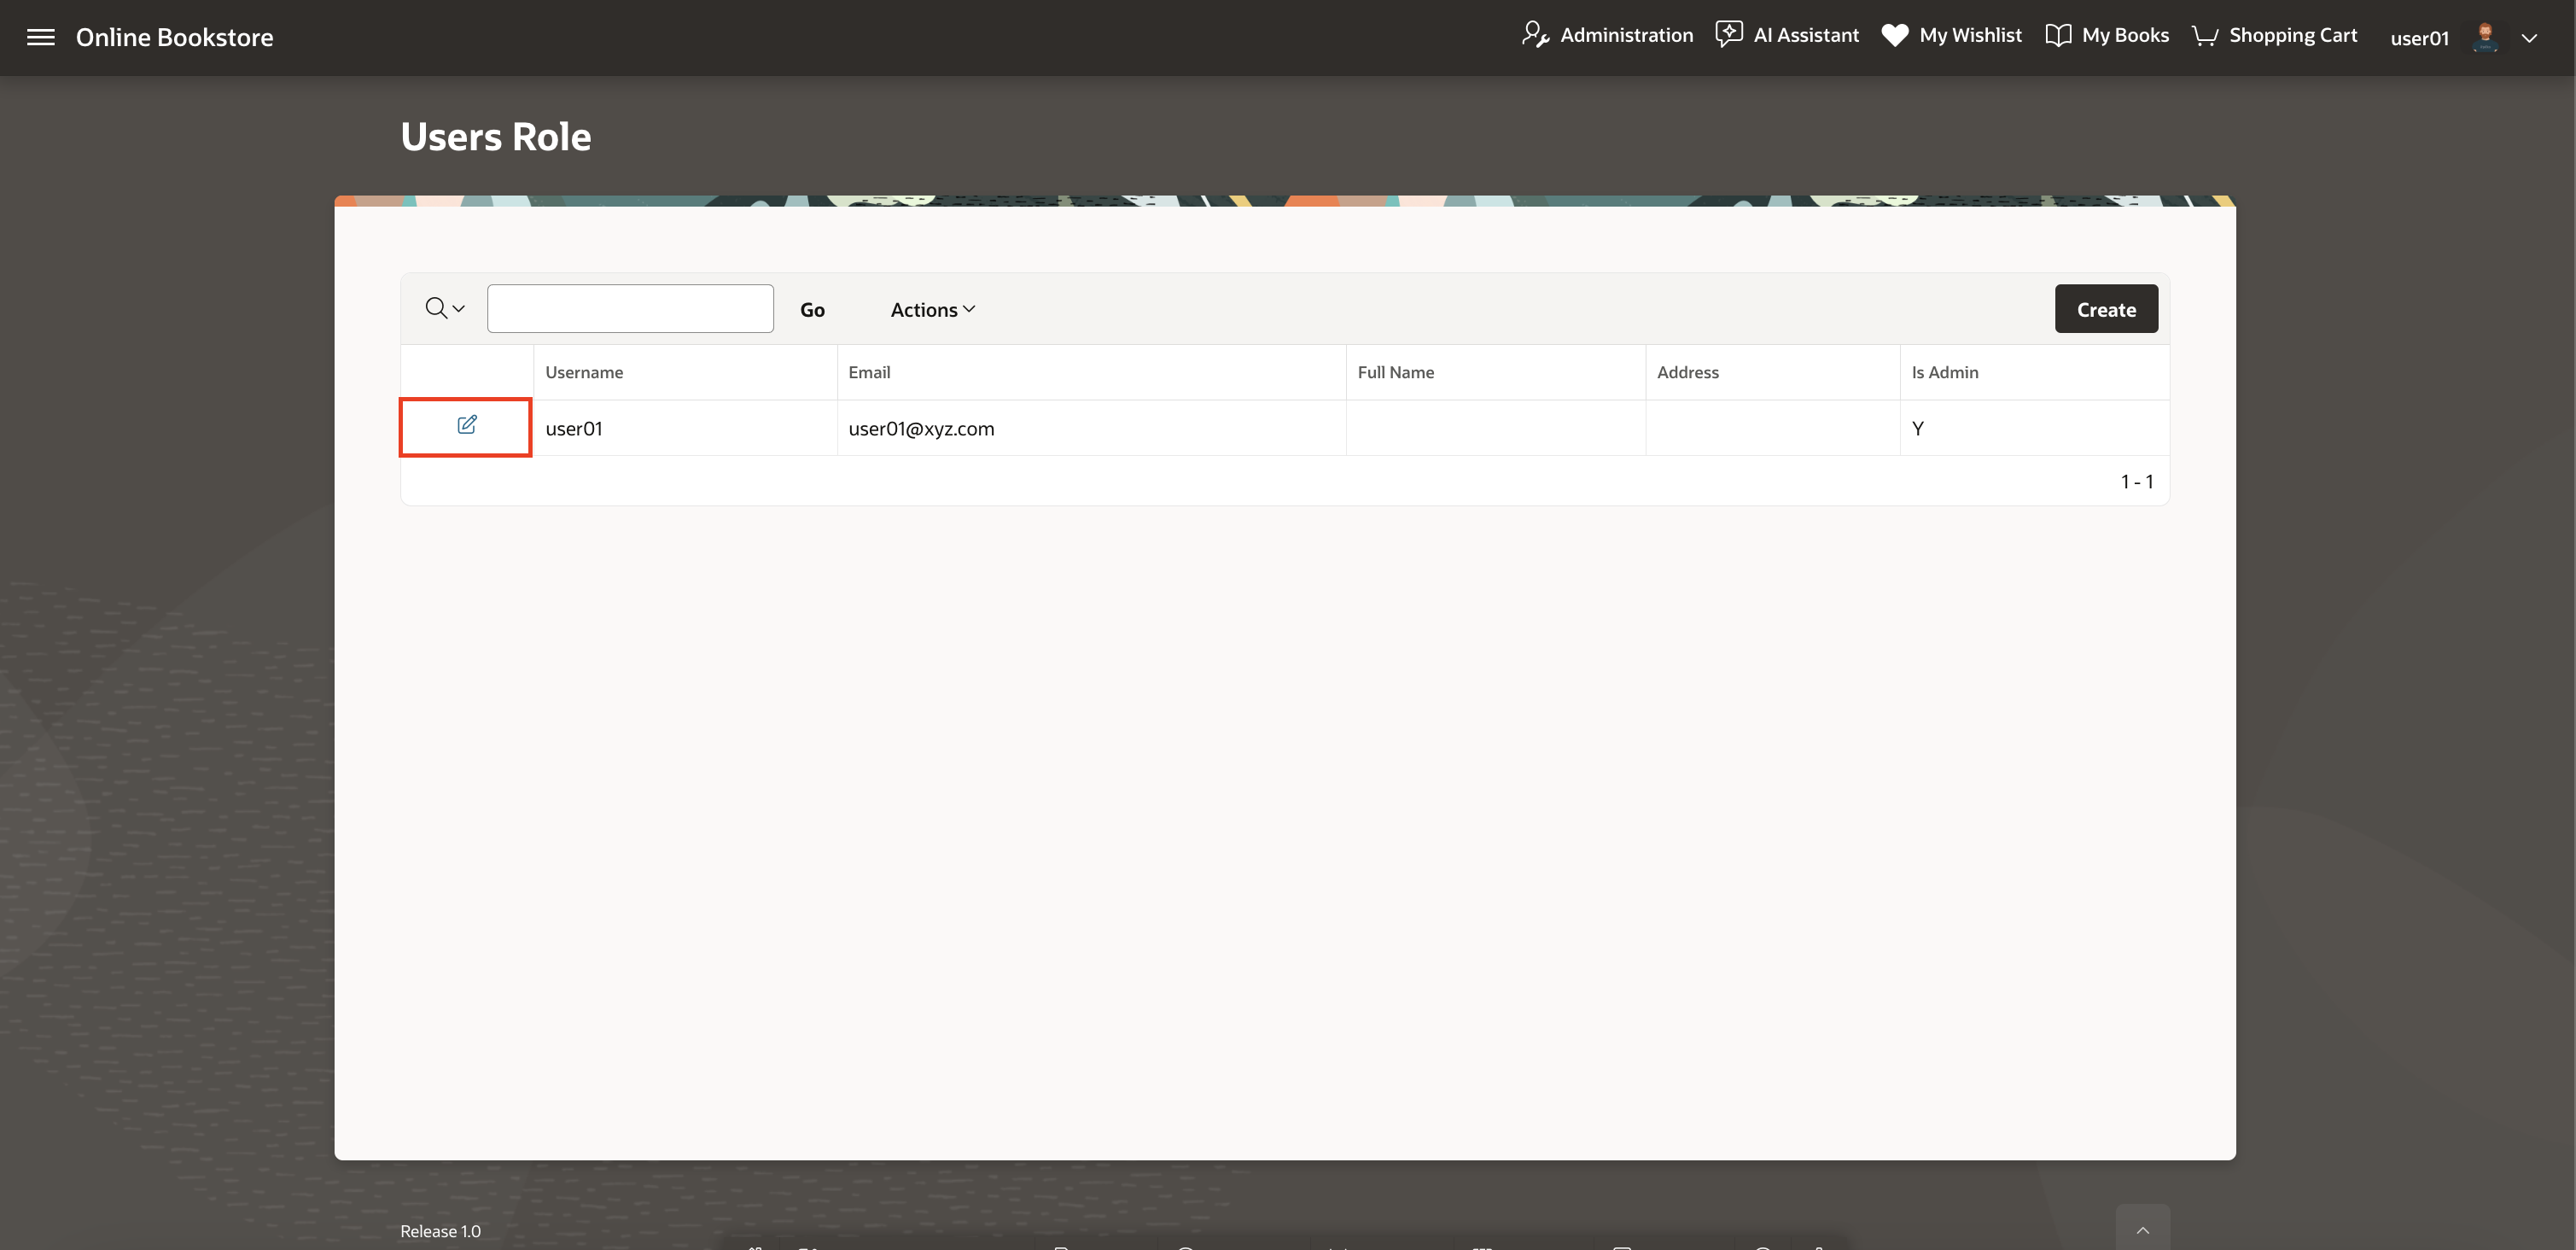 Online Bookstore
Administration
AI Assistant
My Wishlist
My Books
Shopping Cart
user01
Users Role
Go
Actions
Create
Username
Email
Full Name
Address
Is Admin
user01
user01@xyz.com
Y
1 - 1
Release 1.0